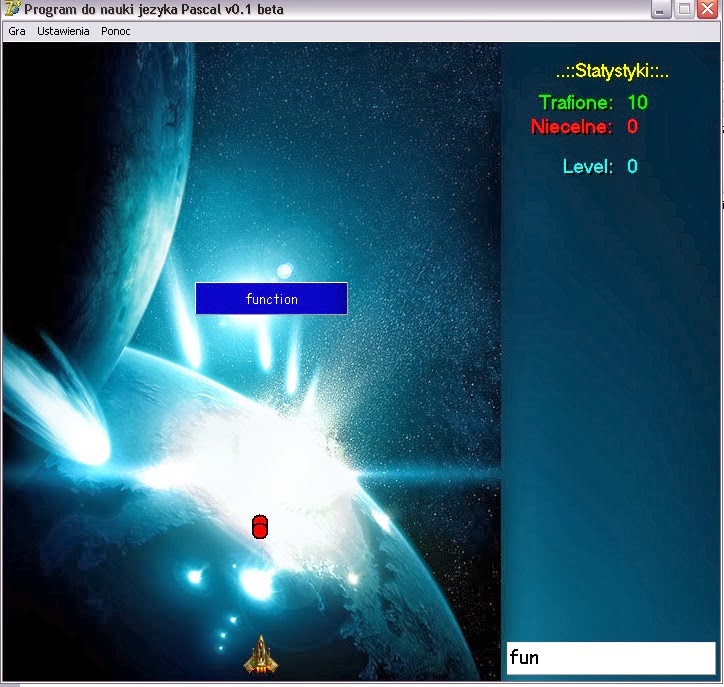 Program do nauki jezyka Pascal v0.1 beta
Gra Ustawienia Ponoc
..::Statystyki::..
Trafione: 10
Niecelne: 0
Level: 0
function
fun